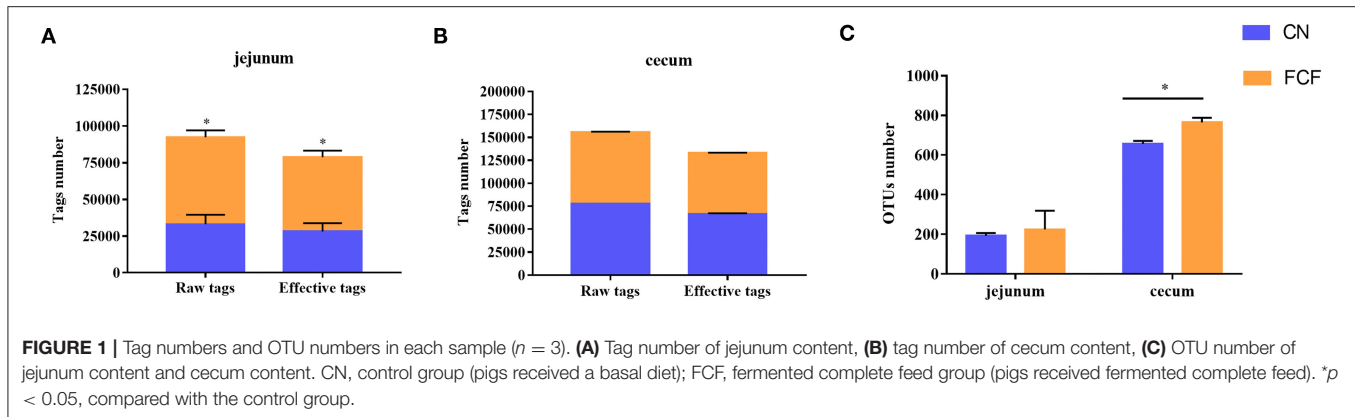 A
jejunum
Tags number
125000
100000
75000
50000
25000
0
*
*
Raw tags
Effective tags
B
cecum
Tags number
200000
175000
150000
125000
100000
75000
50000
25000
0
Raw tags
Effective tags
C
CN
FCF
OTUs number
1000
800
600
400
200
0
*
jejunum
cecum
FIGURE 1 | Tag numbers and OTU numbers in each sample (n = 3). (A) Tag number of jejunum content, (B) tag number of cecum content, (C) OTU number of
jejunum content and cecum content. CN, control group (pigs received a basal diet); FCF, fermented complete feed group (pigs received fermented complete feed). *p
< 0.05, compared with the control group.